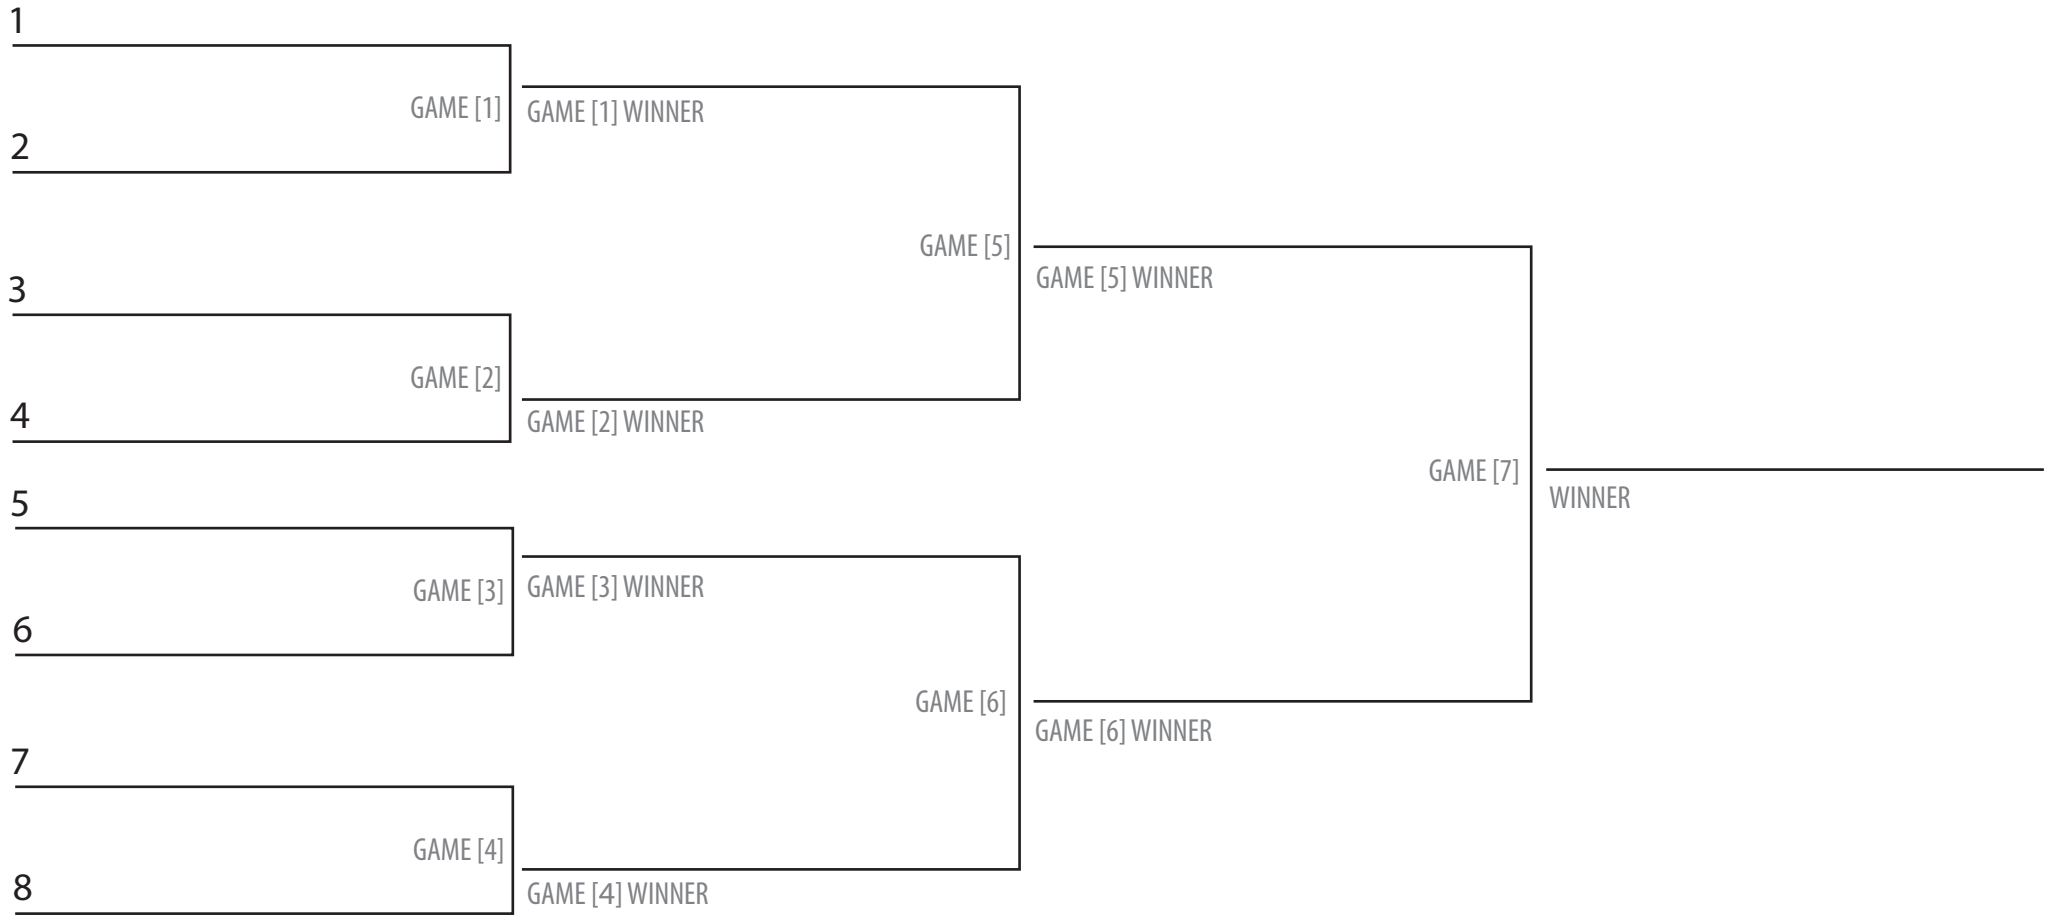 1
GAME [1]
GAME [1] WINNER
2
GAME [5]
GAME [5] WINNER
3
GAME [2]
4
GAME [2] WINNER
GAME [7]
WINNER
5
GAME [3]
GAME [3] WINNER
6
GAME [6]
GAME [6] WINNER
7
GAME [4]
8
GAME [4] WINNER